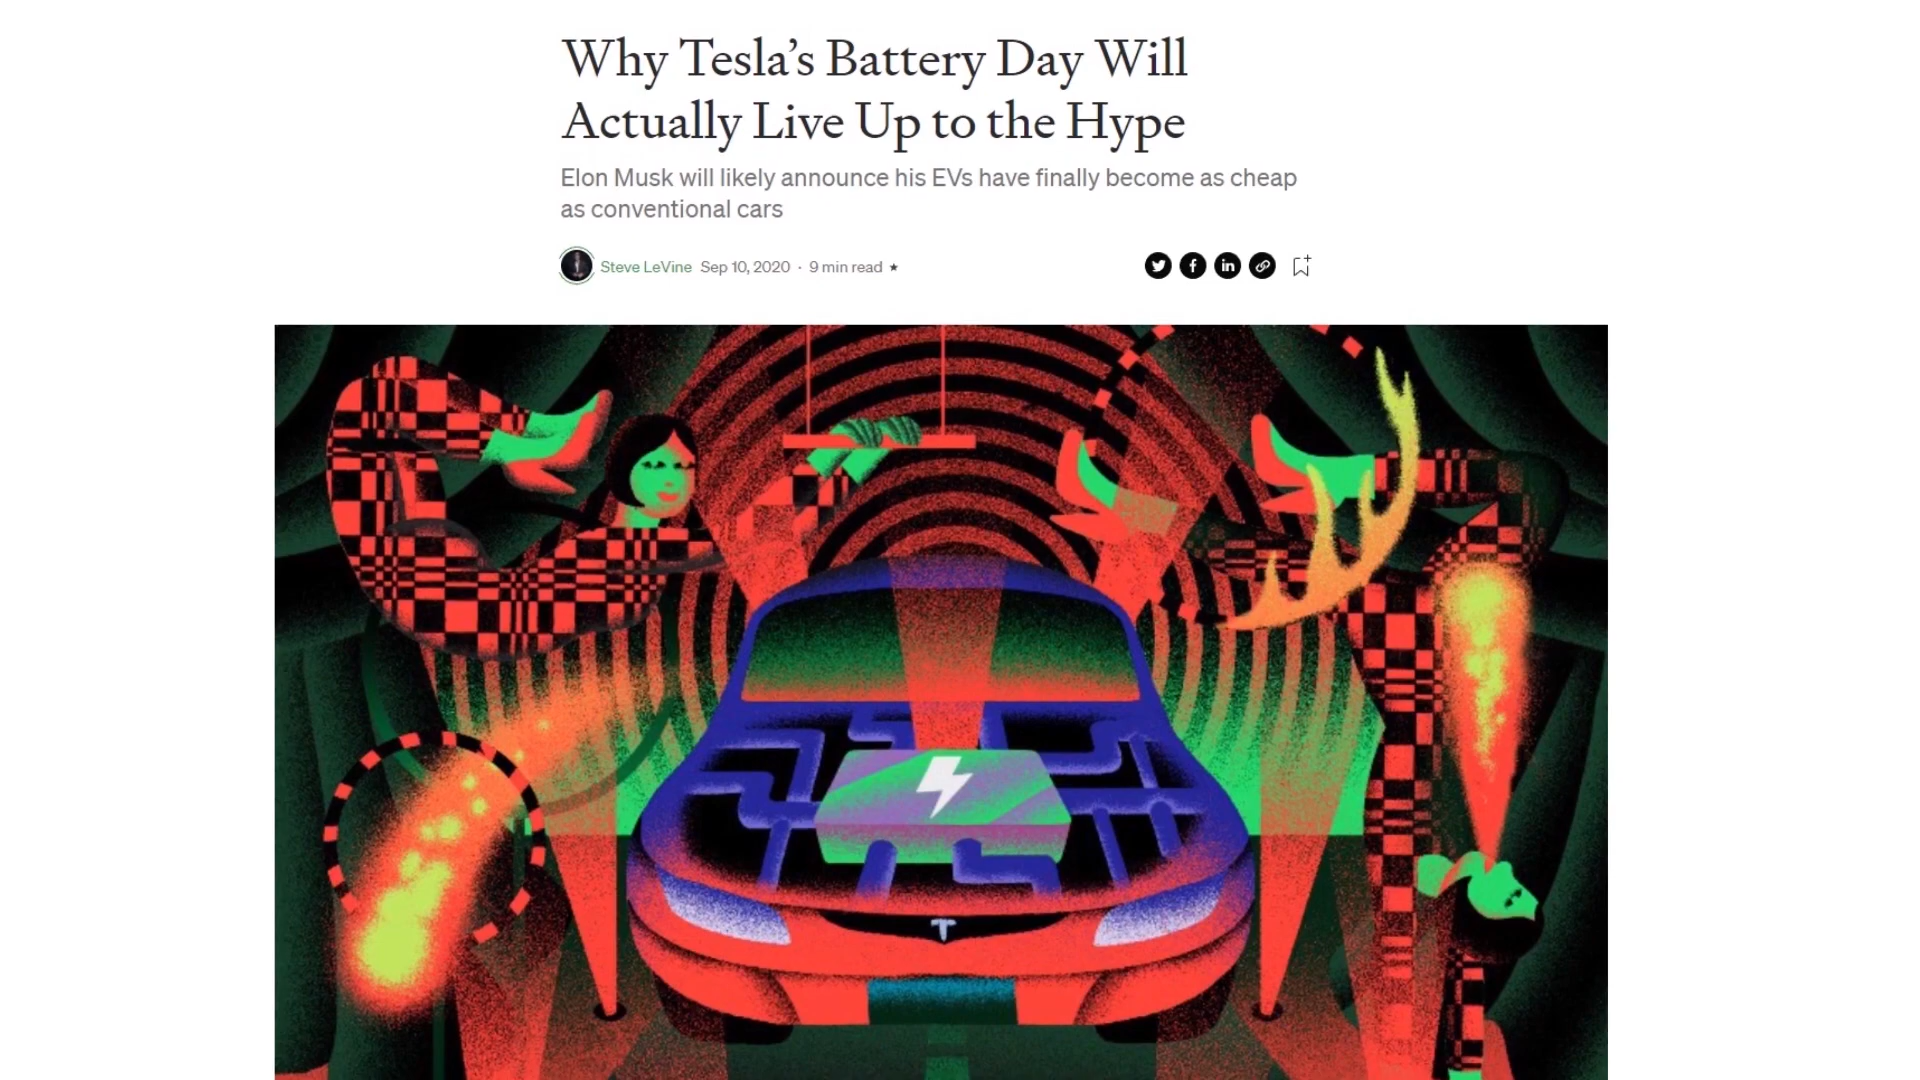 Why Tesla’s Battery Day Will
Actually Live Up to the Hype
Elon Musk will likely announce his EVs have finally become as cheap
as conventional cars
Steve LeVine Sep 10, 2020 · 9 min read ★